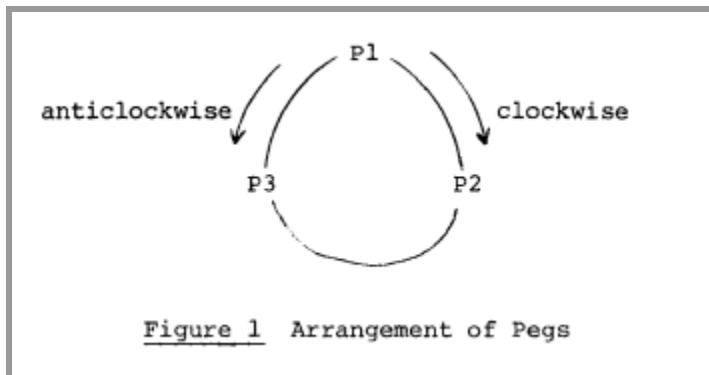 P1
anticlockwise clockwise
P3 P2
Figure 1 Arrangement of Pegs